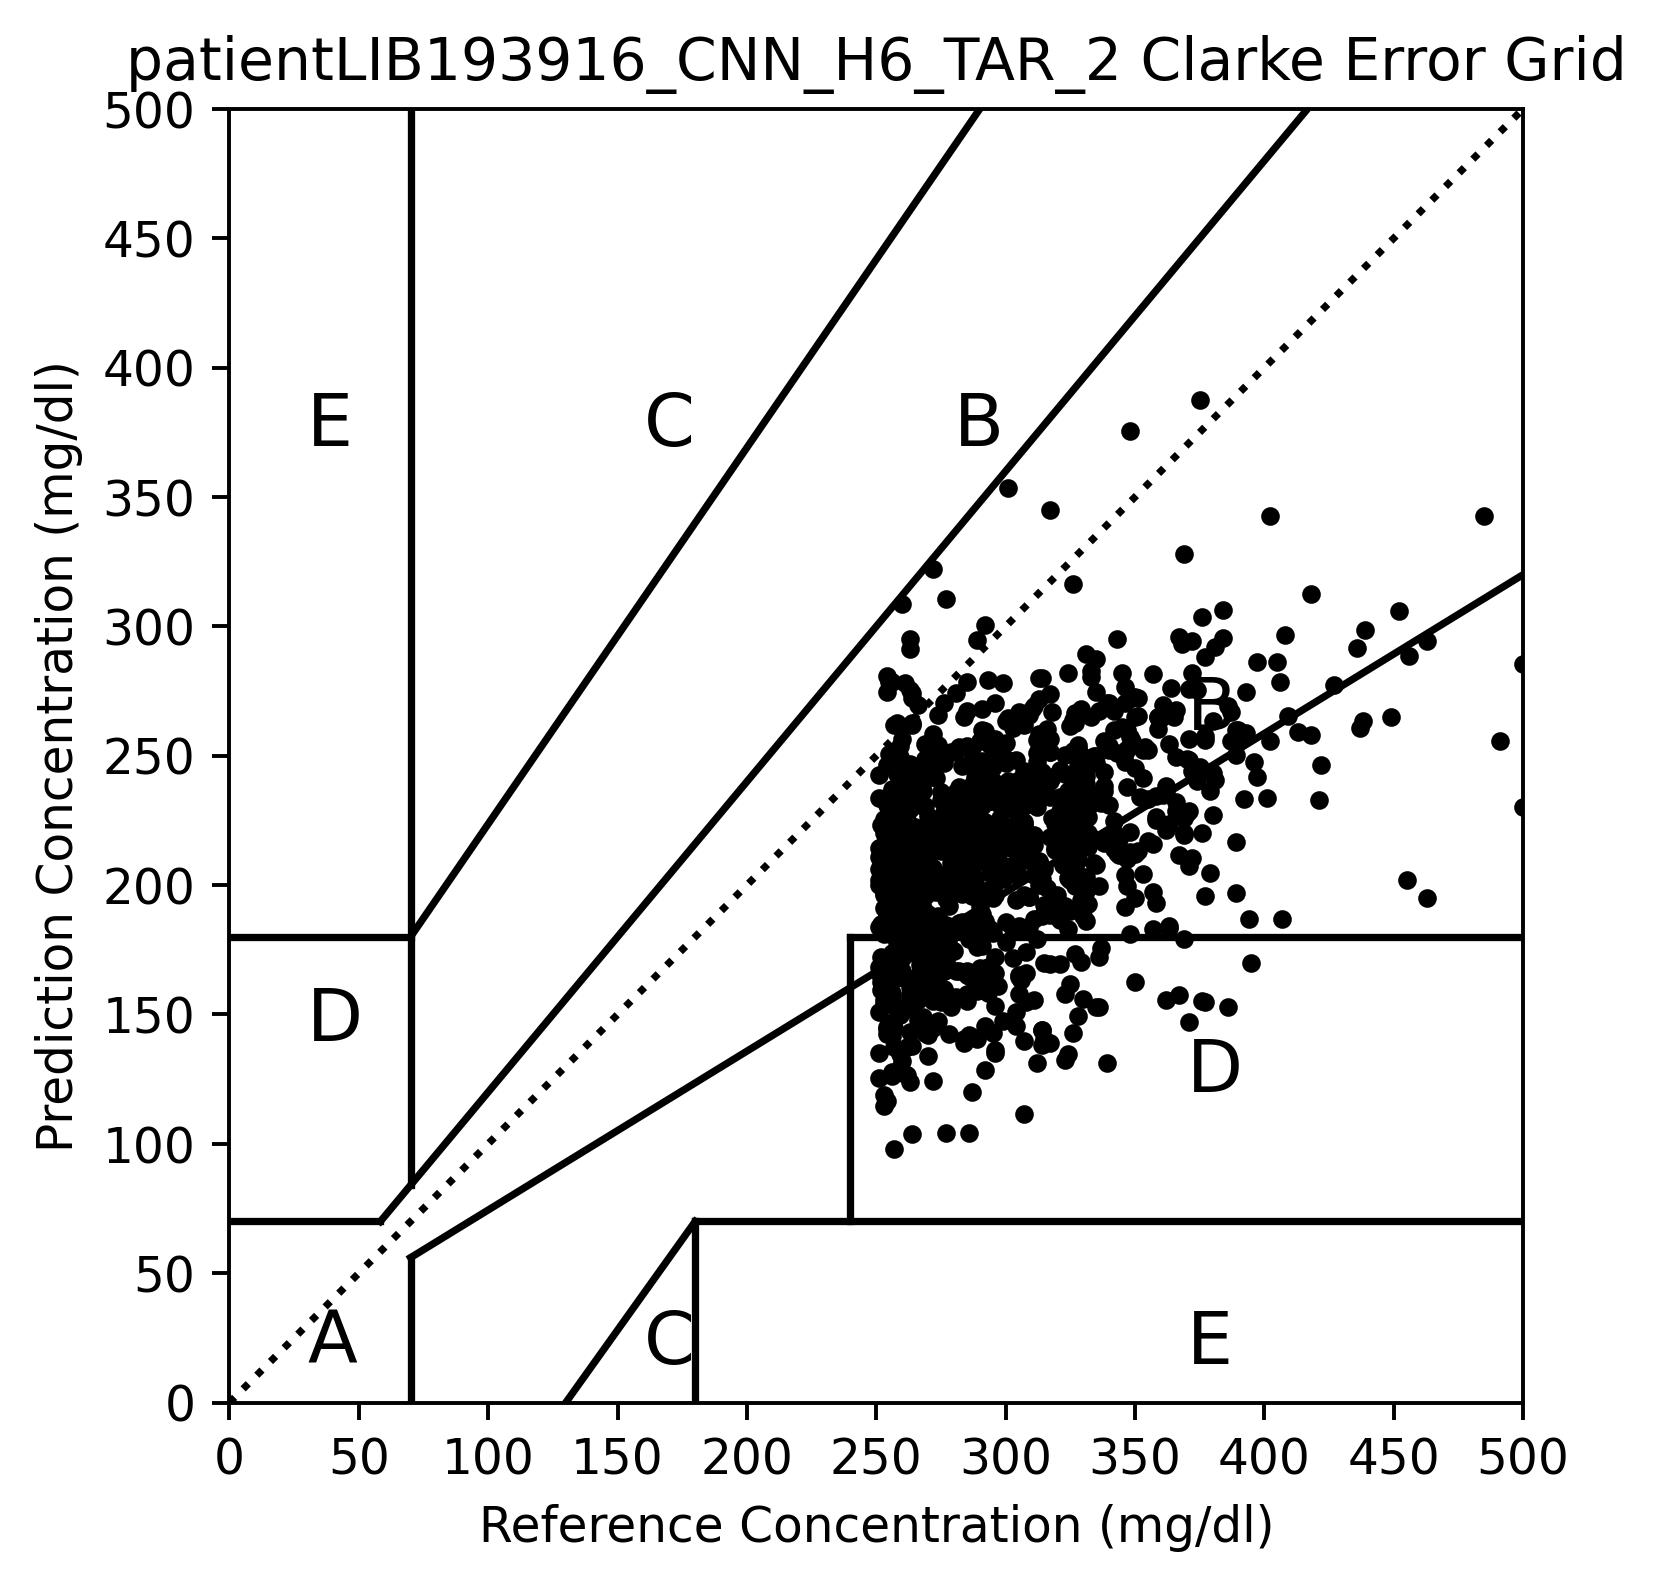 patientLIB193916_CNN_H6_TAR_2 Clarke Error Grid
500
450
400
350
300
250
200
150
100
50
0
Prediction Concentration (mg/dl)
E
C
B
B
D
D
A
C
E
0 50 100 150 200 250 300 350 400 450 500
Reference Concentration (mg/dl)